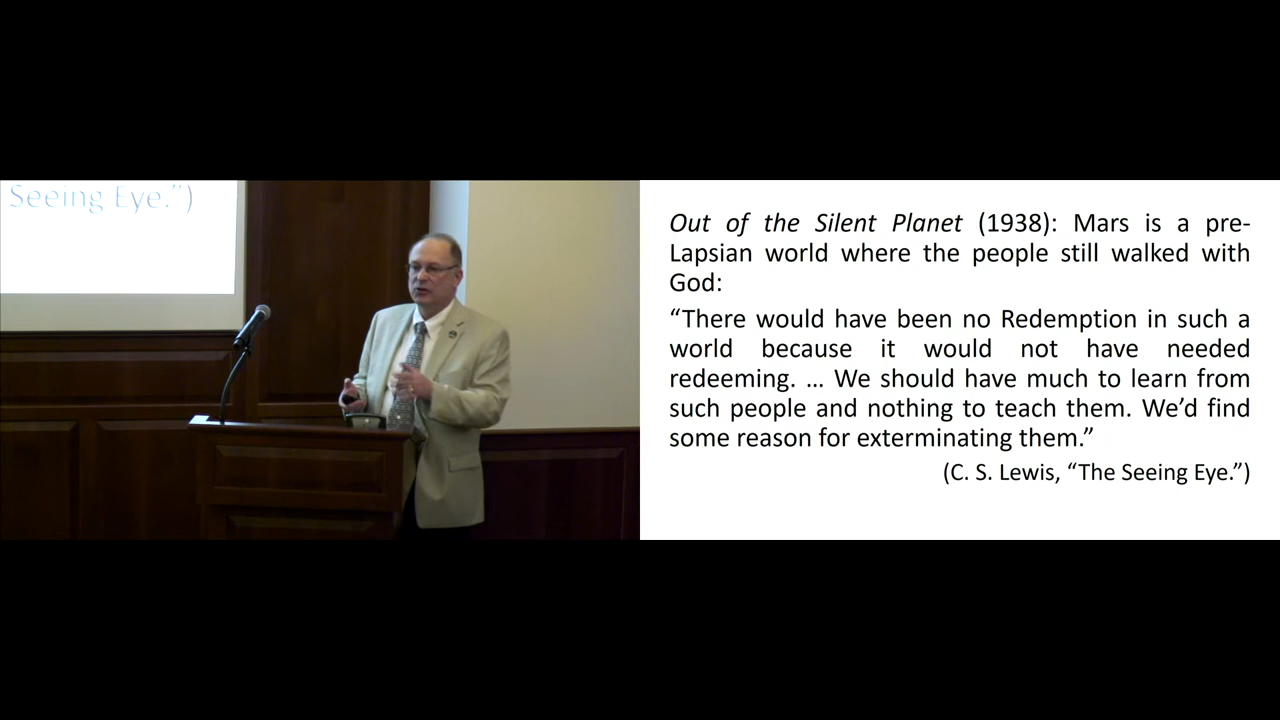 Seeing Eye.”)
Out of the Silent Planet (1938): Mars is a pre-
Lapsian world where the people still walked with
God:
“There would have been no Redemption in such a
world because it would not have needed
redeeming. … We should have much to learn from
such people and nothing to teach them. We’d find
some reason for exterminating them.”
(C. S. Lewis, “The Seeing Eye.”)